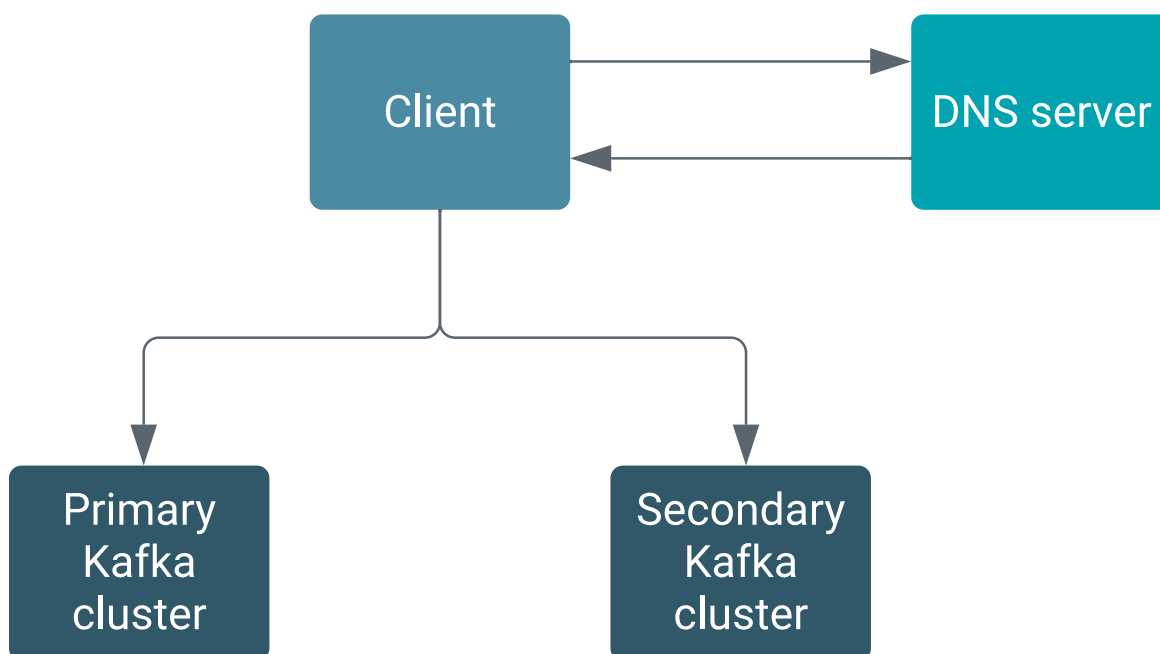 Client
DNS server
Primary
Kafka
cluster
Secondary
Kafka
cluster